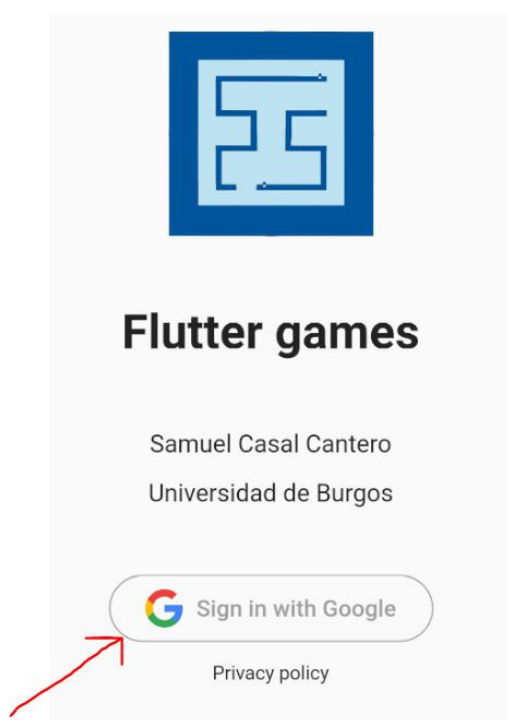 Flutter games
Samuel Casal Cantero
Universidad de Burgos
Sign in with Google
Privacy policy